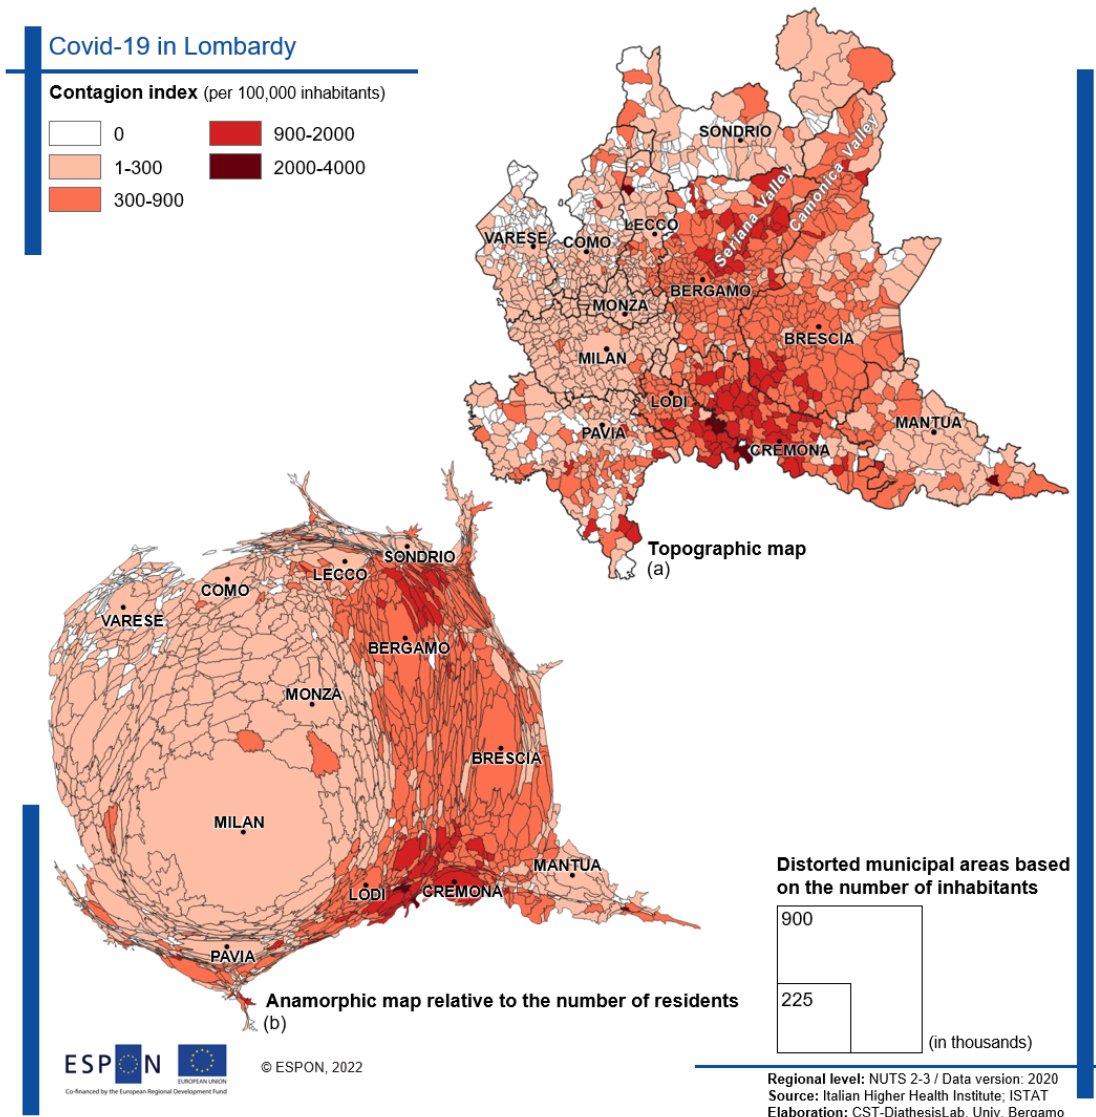 Covid-19 in Lombardy
Contagion index (per 100,000 inhabitants)
0
900-2000
1-300
2000-4000
300-900
SONDRIO
Camonica Valley
Seriana Valley
LECCO
VARESE
COMO
BERGAMO
MONZA
BRESCIA
MILAN
LODI
PAVIA
MANTUA
CREMONA
Topographic map
(a)
SONDRIO
LECCO
COMO
VARESE
BERGAMO
MONZA
BRESCIA
MILAN
MANTUA
LODI
CREMONA
PAVIA
Anamorphic map relative to the number of residents
(b)
Distorted municipal areas based
on the number of inhabitants
900
225
(in thousands)
ESPON
EUROPEAN UNION
Co-financed by the European Regional Development Fund
© ESPON, 2022
Regional level: NUTS 2-3 / Data version: 2020
Source: Italian Higher Health Institute; ISTAT
Elaboration: CST-DiathesisLab, Univ. Bergamo